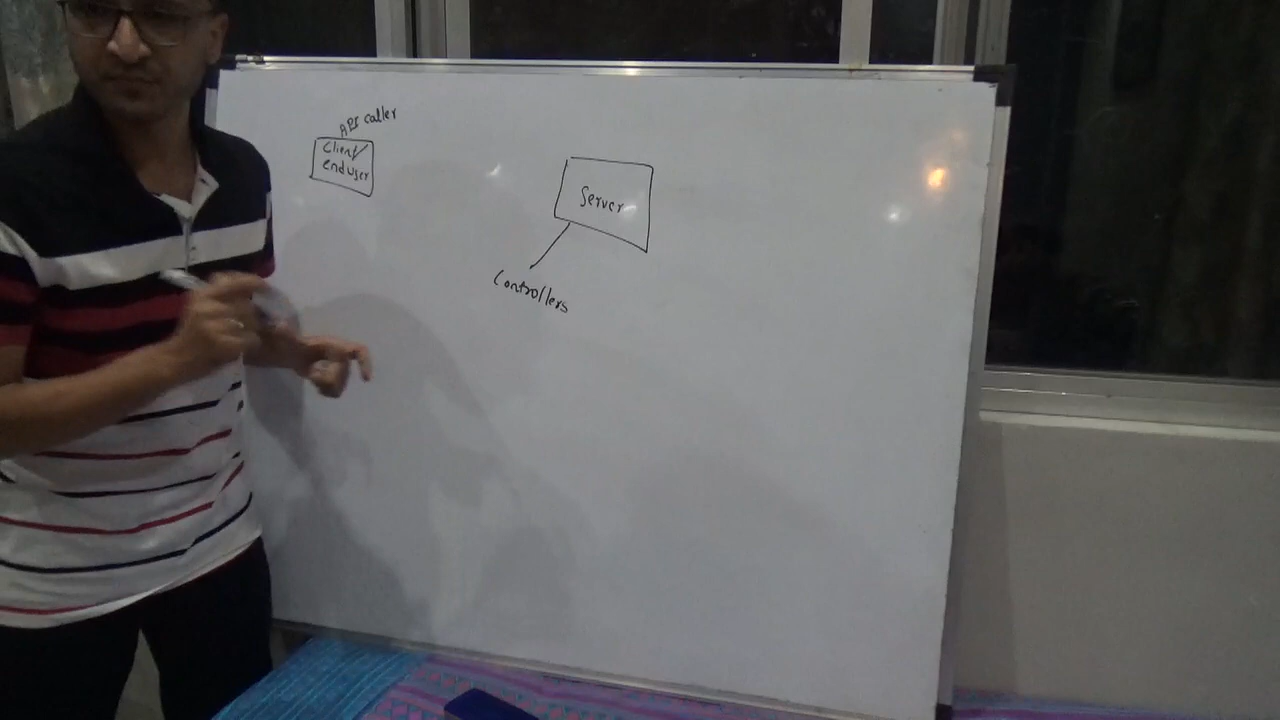 API caller
Client/
enduser
Server
Controllers